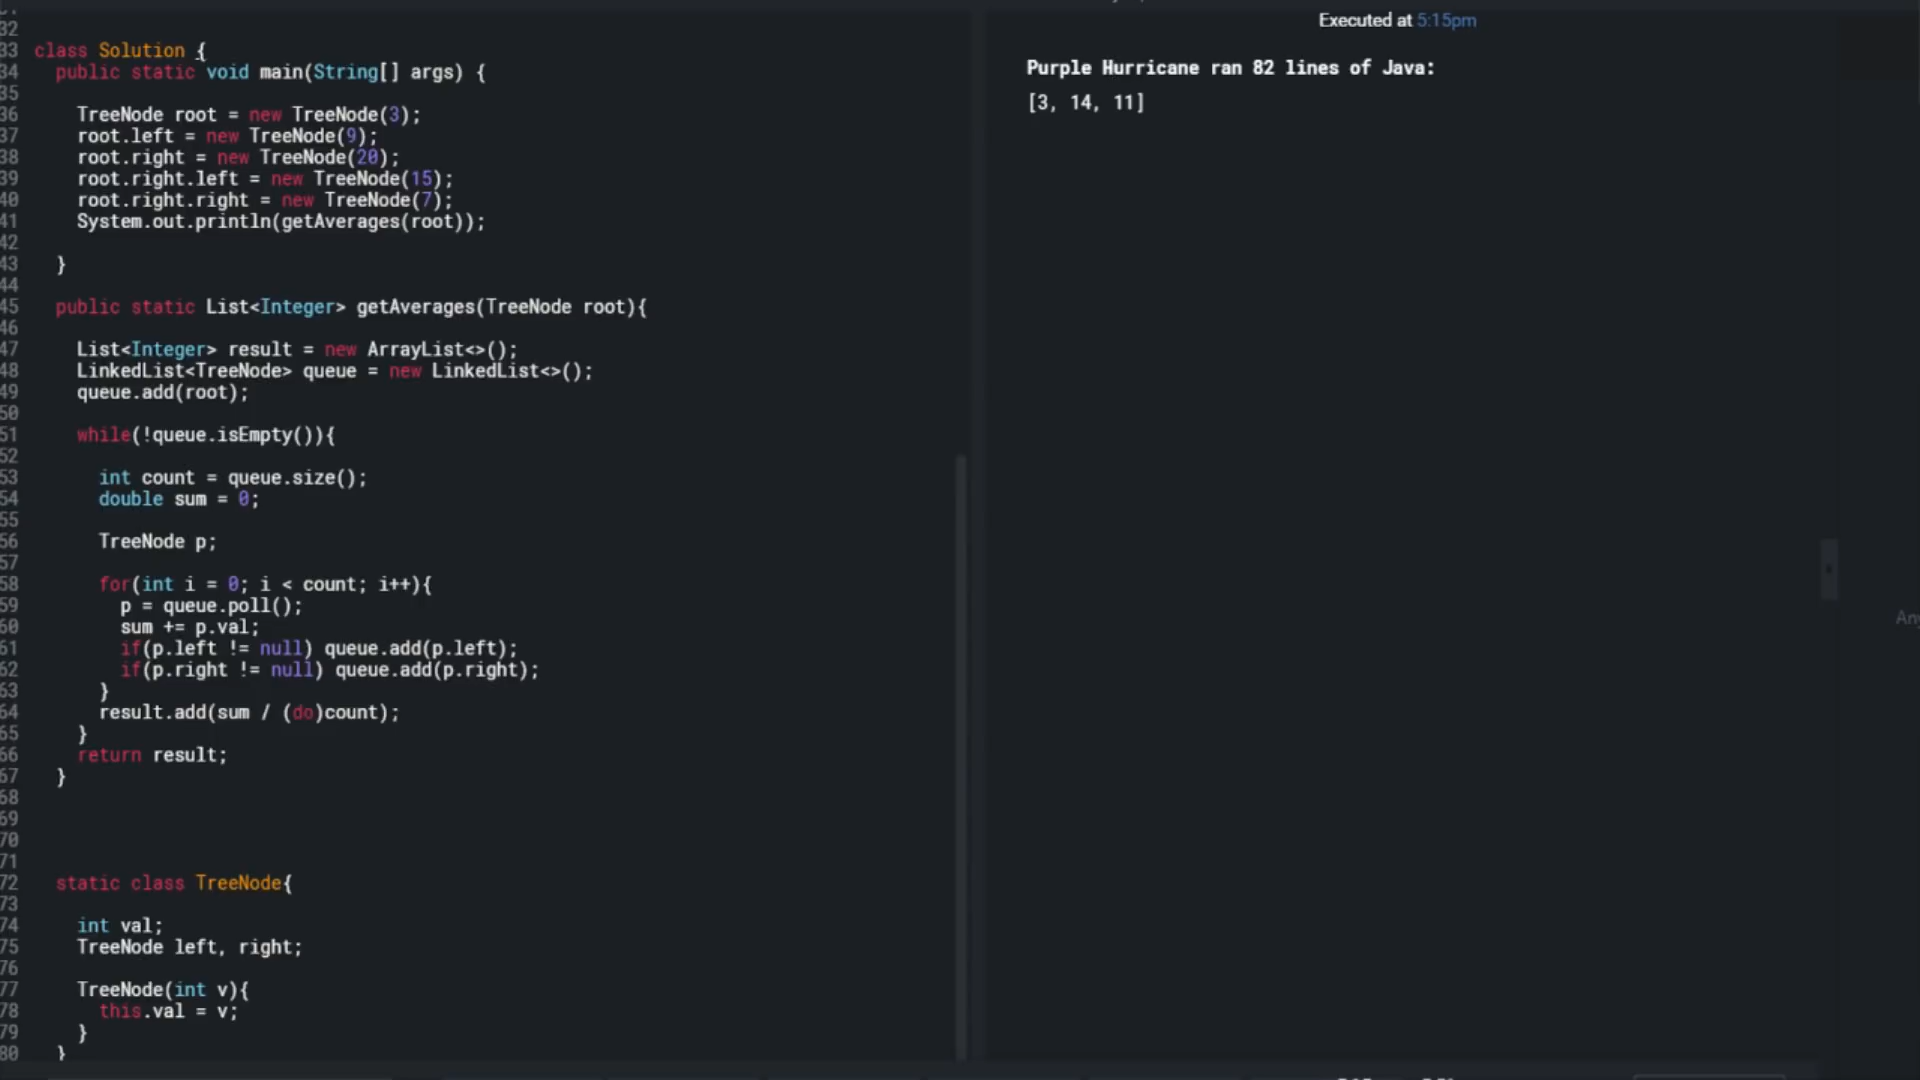 32
33 class Solution {
34 public static void main(String[] args) {
35
36 TreeNode root = new TreeNode(3);
37 root.left = new TreeNode(9);
38 root.right = new TreeNode(20);
39 root.right.left = new TreeNode(15);
40 root.right.right = new TreeNode(7);
41 System.out.println(getAverages(root));
42
43 }
44
45 public static List<Integer> getAverages(TreeNode root){
46
47 List<Integer> result = new ArrayList<>();
48 LinkedList<TreeNode> queue = new LinkedList<>();
49 queue.add(root);
50
51 while(!queue.isEmpty()){
52
53 int count = queue.size();
54 double sum = 0;
55
56 TreeNode p;
57
58 for(int i = 0; i < count; i++){
59 p = queue.poll();
60 sum += p.val;
61 if(p.left != null) queue.add(p.left);
62 if(p.right != null) queue.add(p.right);
63 }
64 result.add(sum / (do)count);
65 }
66 return result;
67 }
68
69
70
71
72 static class TreeNode{
73
74 int val;
75 TreeNode left, right;
76
77 TreeNode(int v){
78 this.val = v;
79 }
80 }
Executed at 5:15pm
Purple Hurricane ran 82 lines of Java:
[3, 14, 11]